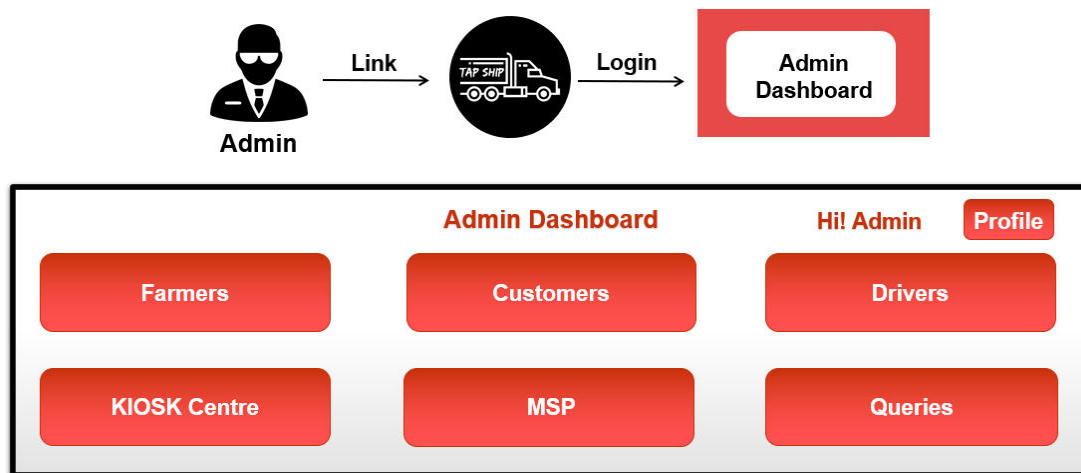 Link
TAP SHIP
Login
Admin
Dashboard
Admin
Admin Dashboard
Hi! Admin
Profile
Farmers
Customers
Drivers
KIOSK Centre
MSP
Queries